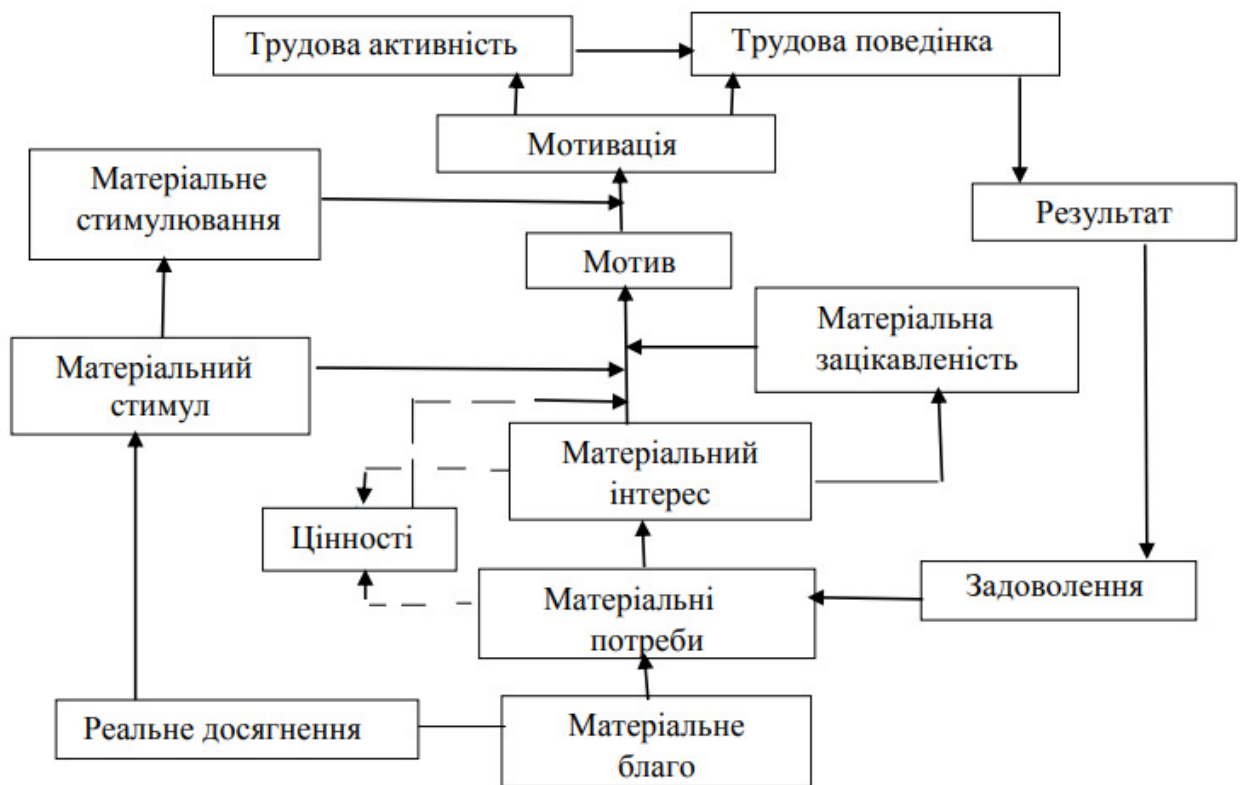 Трудова активність
Трудова поведінка
Мотивація
Матеріальне
стимулювання
Результат
Мотив
Матеріальна
зацікавленість
Матеріальний
стимул
Матеріальний
інтерес
Цінності
Задоволення
Матеріальні
потреби
Реальне досягнення
Матеріальне
благо